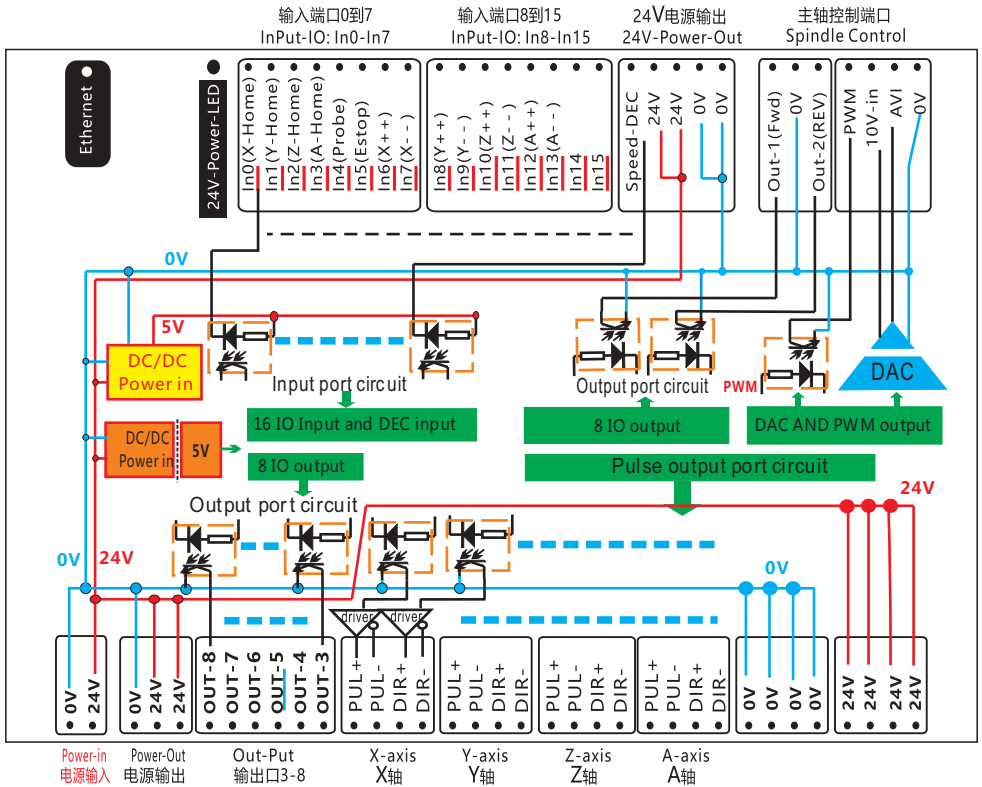 输入端口0到7
InPut-IO: In0-In7
输入端口8到15
InPut-IO: In8-In15
24V电源输出
24V-Power-Out
主轴控制端口
Spindle Control
Ethernet
24V-Power-LED
In0(X-Home)
In1(Y-Home)
In2(Z-Home)
In3(A-Home)
In4(Probe)
In5(Estop)
In6(X++)
In7(X--)
In8(Y++)
In9(Y--)
In10(Z++)
In11(Z--)
In12(A++)
In13(A--)
In14
In15
Speed-DEC
24V
24V
0V
0V
Out-1(Fwd)
0V
Out-2(REV)
PWM
10V-in
AVI
0V
0V
5V
DC/DC
Power in
Input port circuit
Output port circuit
PWM
DAC
16 IO Input and DEC input
8 IO output
DAC AND PWM output
DC/DC
Power in
5V
8 IO output
Pulse output port circuit
Output port circuit
24V
0V
24V
0V
driver
driver
0V
24V
0V
24V
24V
OUT-8
OUT-7
OUT-6
OUT-5
OUT-4
OUT-3
PUL+
PUL-
DIR+
DIR-
PUL+
PUL-
DIR+
DIR-
PUL+
PUL-
DIR+
DIR-
PUL+
PUL-
DIR+
DIR-
0V
0V
0V
0V
24V
24V
24V
24V
Power-in
电源输入
Power-Out
电源输出
Out-Put
输出口3-8
X-axis
X轴
Y-axis
Y轴
Z-axis
Z轴
A-axis
A轴